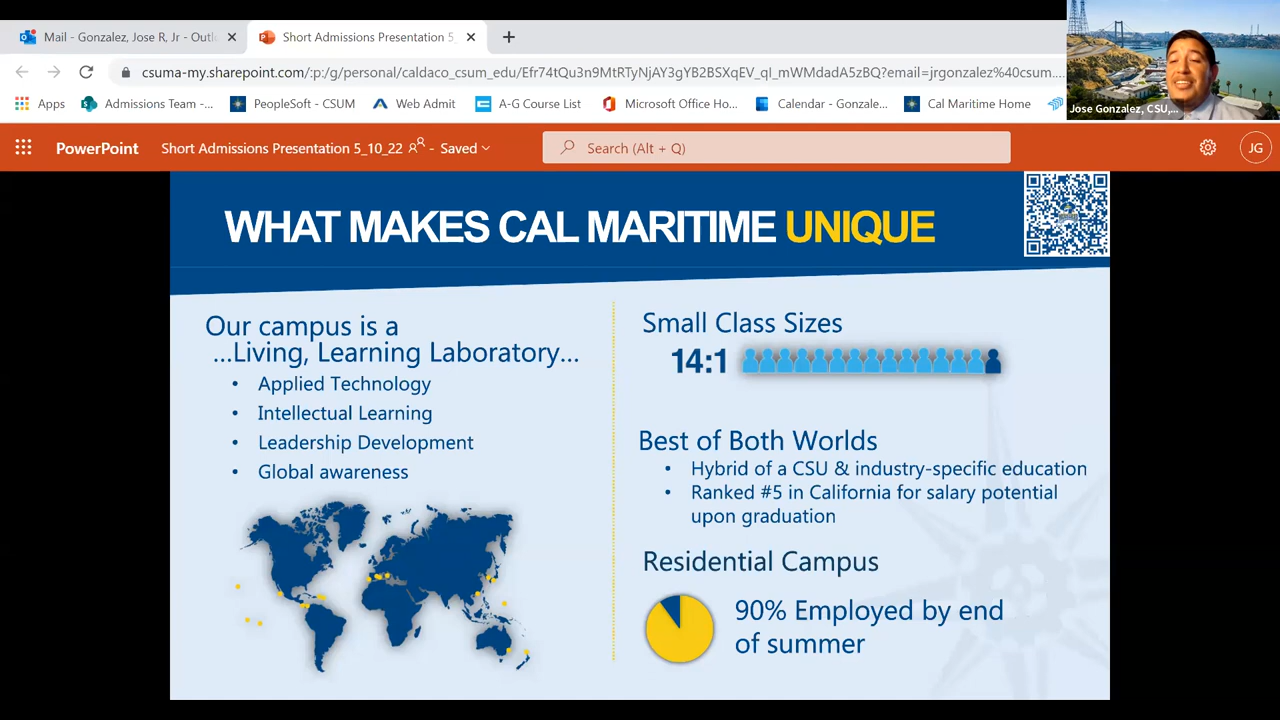 Mail - Gonzalez, Jose R, Jr - Outl
Short Admissions Presentation 5_
csuma-my.sharepoint.com/:p:/g/personal/caldaco_csum_edu/Efr74tQu3n9MtRTyNjAY3gYB2BSXqEV_qI_mWMdadA5zBQ?email=jrgonzalez%40csum....
Apps
Admissions Team -...
PeopleSoft - CSUM
Web Admit
A-G Course List
Microsoft Office Ho...
Calendar - Gonzale...
Cal Maritime Home
Jose Gonzalez, CSU,...
PowerPoint
Short Admissions Presentation 5_10_22 - Saved
Search (Alt + Q)
JG
WHAT MAKES CAL MARITIME UNIQUE
Our campus is a
...Living, Learning Laboratory...
• Applied Technology
• Intellectual Learning
• Leadership Development
• Global awareness
Small Class Sizes
14:1
Best of Both Worlds
• Hybrid of a CSU & industry-specific education
• Ranked #5 in California for salary potential
upon graduation
Residential Campus
90% Employed by end
of summer